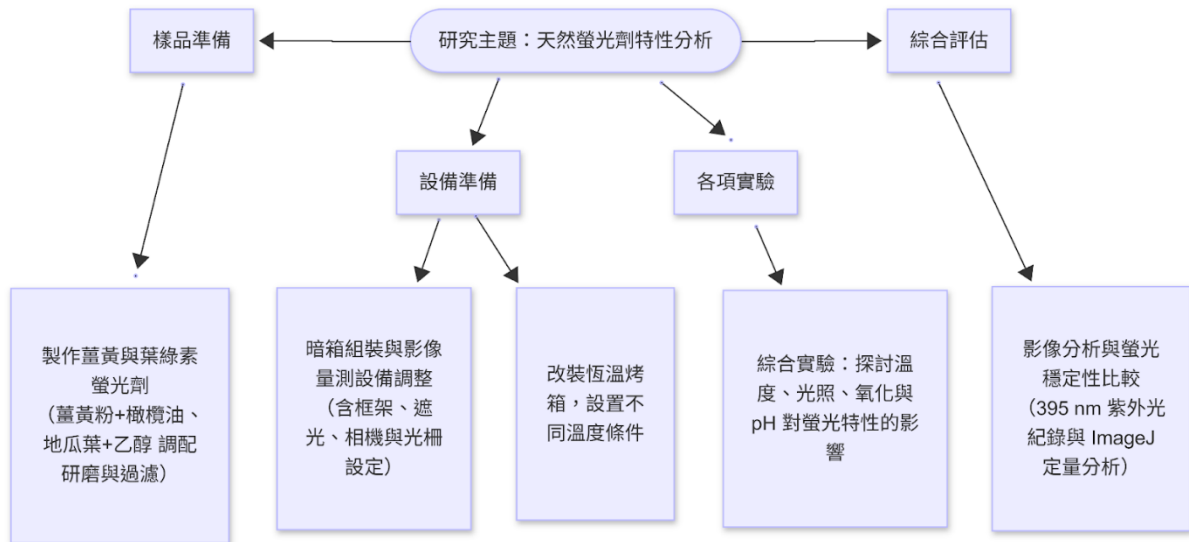 樣品準備
研究主題：天然螢光劑特性分析
綜合評估
設備準備
各項實驗
製作薑黃與葉綠素
螢光劑
（薑黃粉+橄欖油、
地瓜葉+乙醇 調配
研磨與過濾）
暗箱組裝與影像
量測設備調整
（含框架、遮
光、相機與光柵
設定）
改裝恆溫烤
箱，設置不
同溫度條件
綜合實驗：探討溫
度、光照、氧化與
pH 對螢光特性的影
響
影像分析與螢光
穩定性比較
（395 nm 紫外光
紀錄與 ImageJ
定量分析）